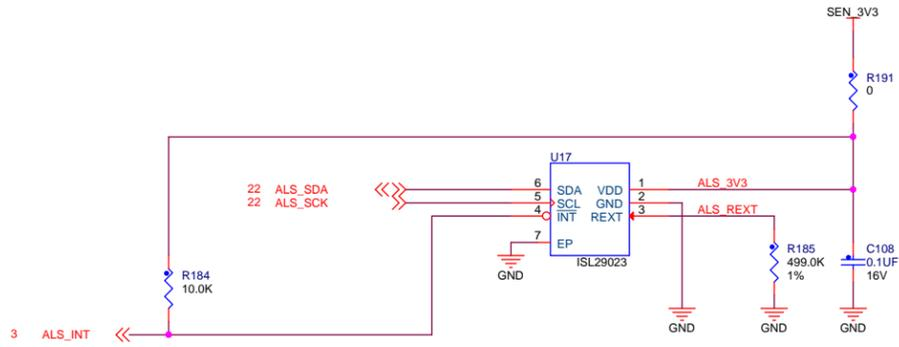 SEN_3V3
R191
0
U17
22 ALS_SDA 6 SDA VDD 1 ALS_3V3
22 ALS_SCK 5 SCL GND 2
4 INT REXT 3 ALS_REXT
7 EP
GND
ISL29023
R185
499.0K
1%
C108
0.1UF
16V
R184
10.0K
GND GND GND
3 ALS_INT